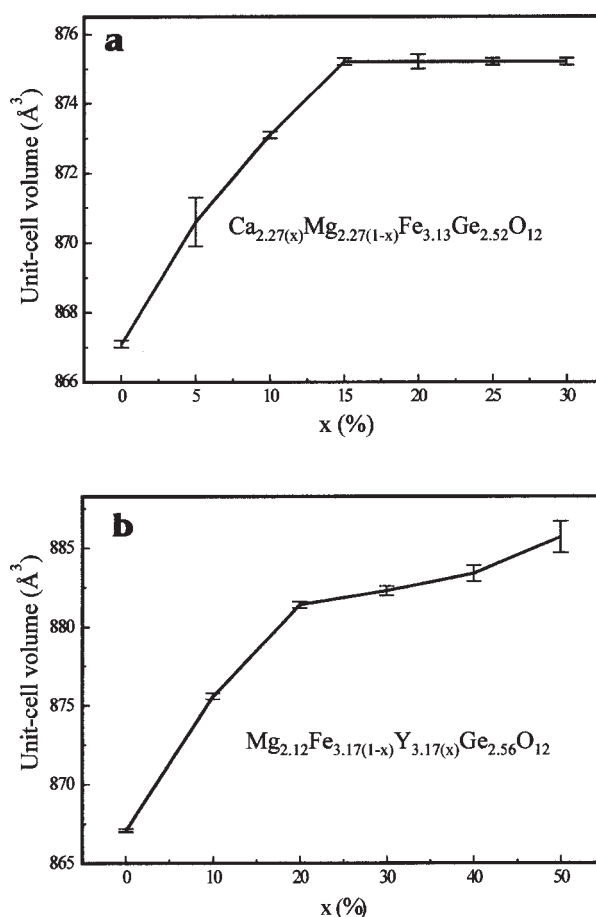 a
Unit-cell volume (Å³)
876
874
872
870
868
866
Ca₂.₂₇₍ₓ₎Mg₂.₂₇₍₁₋ₓ₎Fe₃.₁₃Ge₂.₅₂O₁₂
0 5 10 15 20 25 30
x (%)
b
Unit-cell volume (Å³)
885
880
875
870
865
Mg₂.₁₂Fe₃.₁₇₍₁₋ₓ₎Y₃.₁₇₍ₓ₎Ge₂.₅₆O₁₂
0 10 20 30 40 50
x (%)